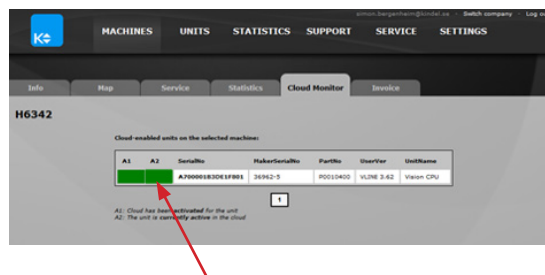 simon.bergenheim@kindel.se - Switch company - Log ou
K
MACHINES UNITS STATISTICS SUPPORT SERVICE SETTINGS
Info Map Service Statistics Cloud Monitor Invoice
H6342
Cloud-enabled units on the selected machine:
A1 A2 SerialNo MakerSerialNo PartNo UserVer UnitName
A700001B3DE1F801 36962-5 P0010400 VLINE 3.62 Vision CPU
1
A1: Cloud has been activated for the unit
A2: The unit is currently active in the cloud